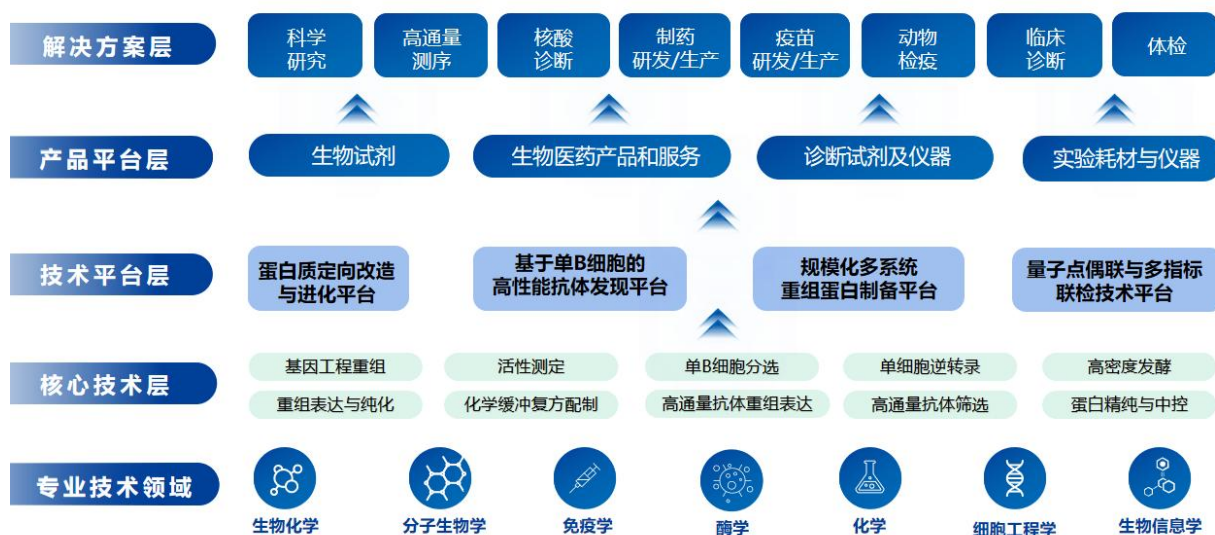 解决方案层
科学
研究
高通量
测序
核酸
诊断
制药
研发/生产
疫苗
研发/生产
动物
检疫
临床
诊断
体检
产品平台层
生物试剂
生物医药产品和服务
诊断试剂及仪器
实验耗材与仪器
技术平台层
蛋白质定向改造
与进化平台
基于单B细胞的
高性能抗体发现平台
规模化多系统
重组蛋白制备平台
量子点偶联与多指标
联检技术平台
核心技术层
基因工程重组
活性测定
单B细胞分选
单细胞逆转录
高密度发酵
重组表达与纯化
化学缓冲复方配制
高通量抗体重组表达
高通量抗体筛选
蛋白精纯与中控
专业技术领域
生物化学
分子生物学
免疫学
酶学
化学
细胞工程学
生物信息学